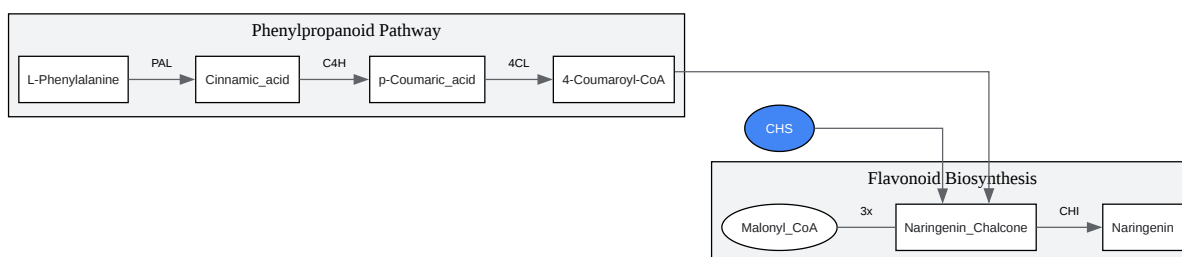 Phenylpropanoid Pathway
PAL
C4H
4CL
L-Phenylalanine
Cinnamic_acid
p-Coumaric_acid
4-Coumaroyl-CoA
CHS
Flavonoid Biosynthesis
3x
CHI
Malonyl_CoA
Naringenin_Chalcone
Naringenin